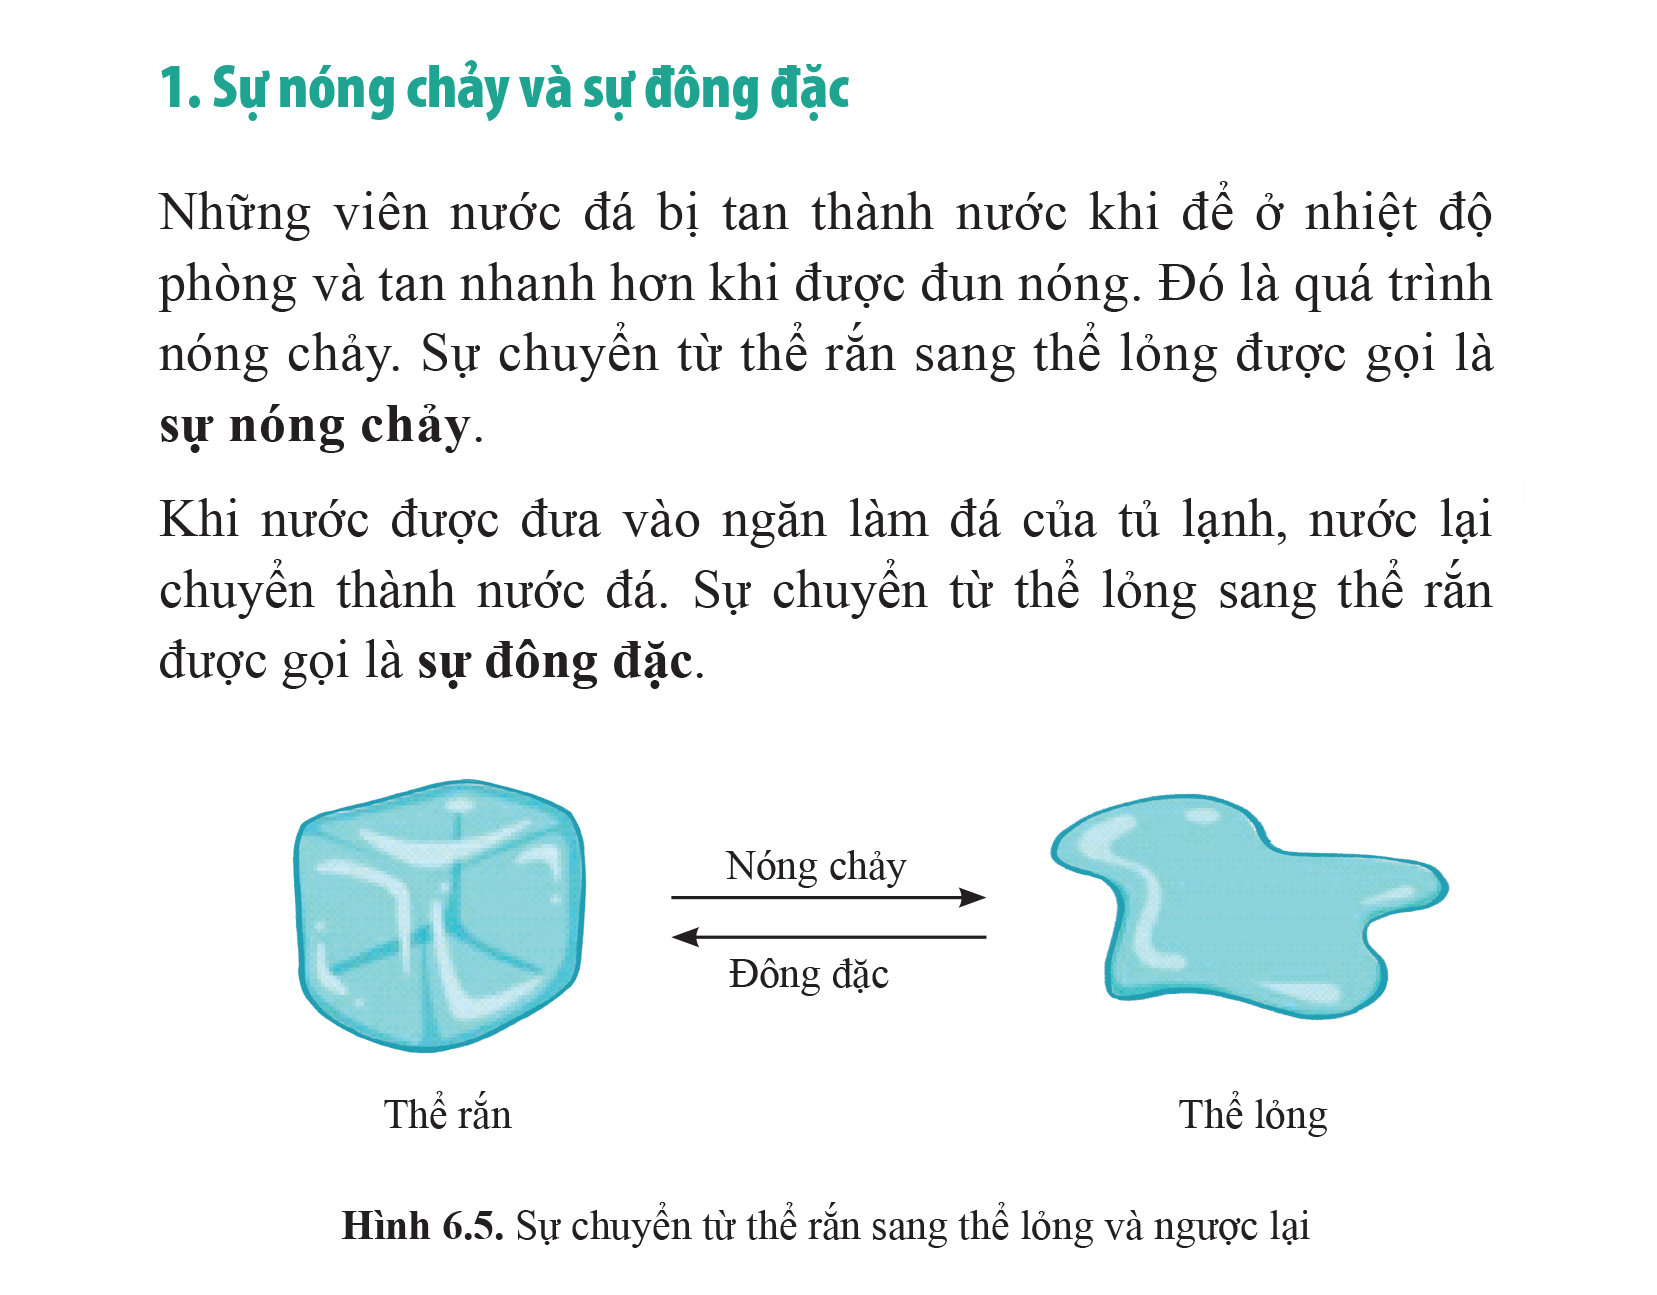 1. Sự nóng chảy và sự đông đặc
Những viên nước đá bị tan thành nước khi để ở nhiệt độ
phòng và tan nhanh hơn khi được đun nóng. Đó là quá trình
nóng chảy. Sự chuyển từ thể rắn sang thể lỏng được gọi là
sự nóng chảy.
Khi nước được đưa vào ngăn làm đá của tủ lạnh, nước lại
chuyển thành nước đá. Sự chuyển từ thể lỏng sang thể rắn
được gọi là sự đông đặc.
Nóng chảy
Đông đặc
Thể rắn
Thể lỏng
Hình 6.5. Sự chuyển từ thể rắn sang thể lỏng và ngược lại